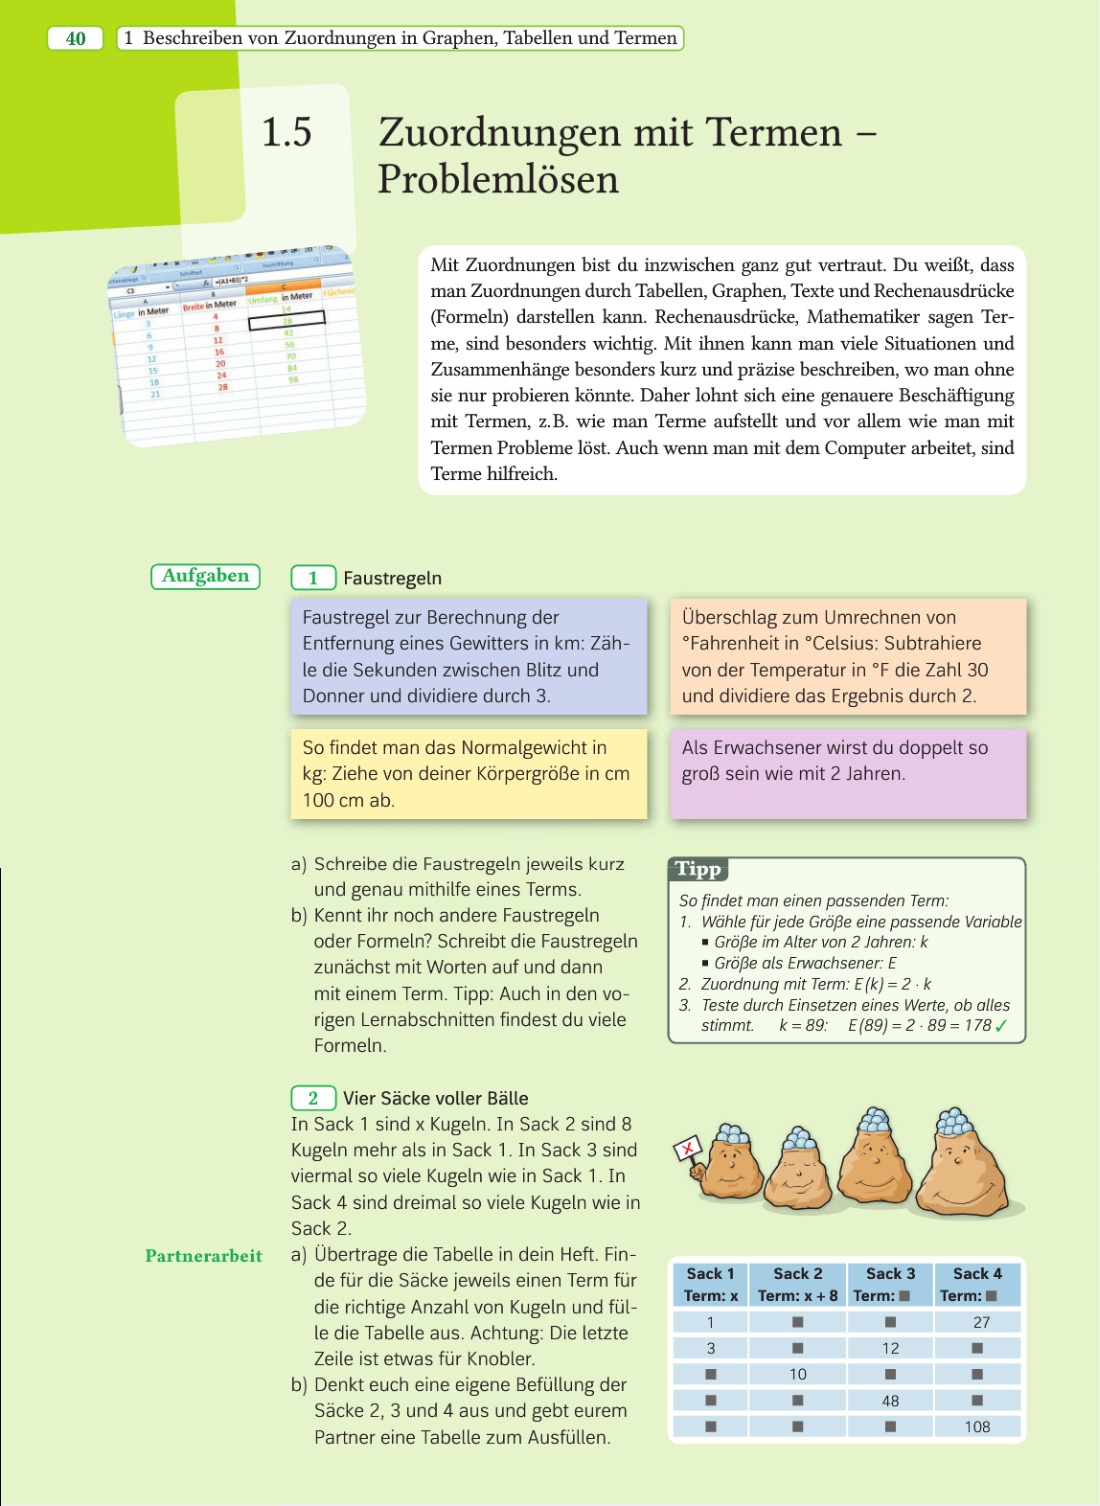 40
1 Beschreiben von Zuordnungen in Graphen, Tabellen und Termen
1.5
Zuordnungen mit Termen –
Problemlösen
Schriftart
Ausrichtung
C3
fx =(A3+B3)*2
A B C
Länge in Meter Breite in Meter Umfang in Meter
3 4 14
6 8 28
9 12 42
12 16 56
15 20 70
18 24 84
21 28 98
Mit Zuordnungen bist du inzwischen ganz gut vertraut. Du weißt, dass
man Zuordnungen durch Tabellen, Graphen, Texte und Rechenausdrücke
(Formeln) darstellen kann. Rechenausdrücke, Mathematiker sagen Ter-
me, sind besonders wichtig. Mit ihnen kann man viele Situationen und
Zusammenhänge besonders kurz und präzise beschreiben, wo man ohne
sie nur probieren könnte. Daher lohnt sich eine genauere Beschäftigung
mit Termen, z.B. wie man Terme aufstellt und vor allem wie man mit
Termen Probleme löst. Auch wenn man mit dem Computer arbeitet, sind
Terme hilfreich.
Aufgaben
1 Faustregeln
Faustregel zur Berechnung der
Entfernung eines Gewitters in km: Zäh-
le die Sekunden zwischen Blitz und
Donner und dividiere durch 3.
Überschlag zum Umrechnen von
°Fahrenheit in °Celsius: Subtrahiere
von der Temperatur in °F die Zahl 30
und dividiere das Ergebnis durch 2.
So findet man das Normalgewicht in
kg: Ziehe von deiner Körpergröße in cm
100 cm ab.
Als Erwachsener wirst du doppelt so
groß sein wie mit 2 Jahren.
a) Schreibe die Faustregeln jeweils kurz
und genau mithilfe eines Terms.
b) Kennt ihr noch andere Faustregeln
oder Formeln? Schreibt die Faustregeln
zunächst mit Worten auf und dann
mit einem Term. Tipp: Auch in den vo-
rigen Lernabschnitten findest du viele
Formeln.
Tipp
So findet man einen passenden Term:
1. Wähle für jede Größe eine passende Variable
▪ Größe im Alter von 2 Jahren: k
▪ Größe als Erwachsener: E
2. Zuordnung mit Term: E(k) = 2 · k
3. Teste durch Einsetzen eines Werte, ob alles
stimmt. k = 89: E(89) = 2 · 89 = 178 ✓
2 Vier Säcke voller Bälle
In Sack 1 sind x Kugeln. In Sack 2 sind 8
Kugeln mehr als in Sack 1. In Sack 3 sind
viermal so viele Kugeln wie in Sack 1. In
Sack 4 sind dreimal so viele Kugeln wie in
Sack 2.
x
Partnerarbeit
a) Übertrage die Tabelle in dein Heft. Fin-
de für die Säcke jeweils einen Term für
die richtige Anzahl von Kugeln und fül-
le die Tabelle aus. Achtung: Die letzte
Zeile ist etwas für Knobler.
b) Denkt euch eine eigene Befüllung der
Säcke 2, 3 und 4 aus und gebt eurem
Partner eine Tabelle zum Ausfüllen.
Sack 1 Sack 2 Sack 3 Sack 4
Term: x Term: x + 8 Term: ■ Term: ■
1 ■ ■ 27
3 ■ 12 ■
■ 10 ■ ■
■ ■ 48 ■
■ ■ ■ 108